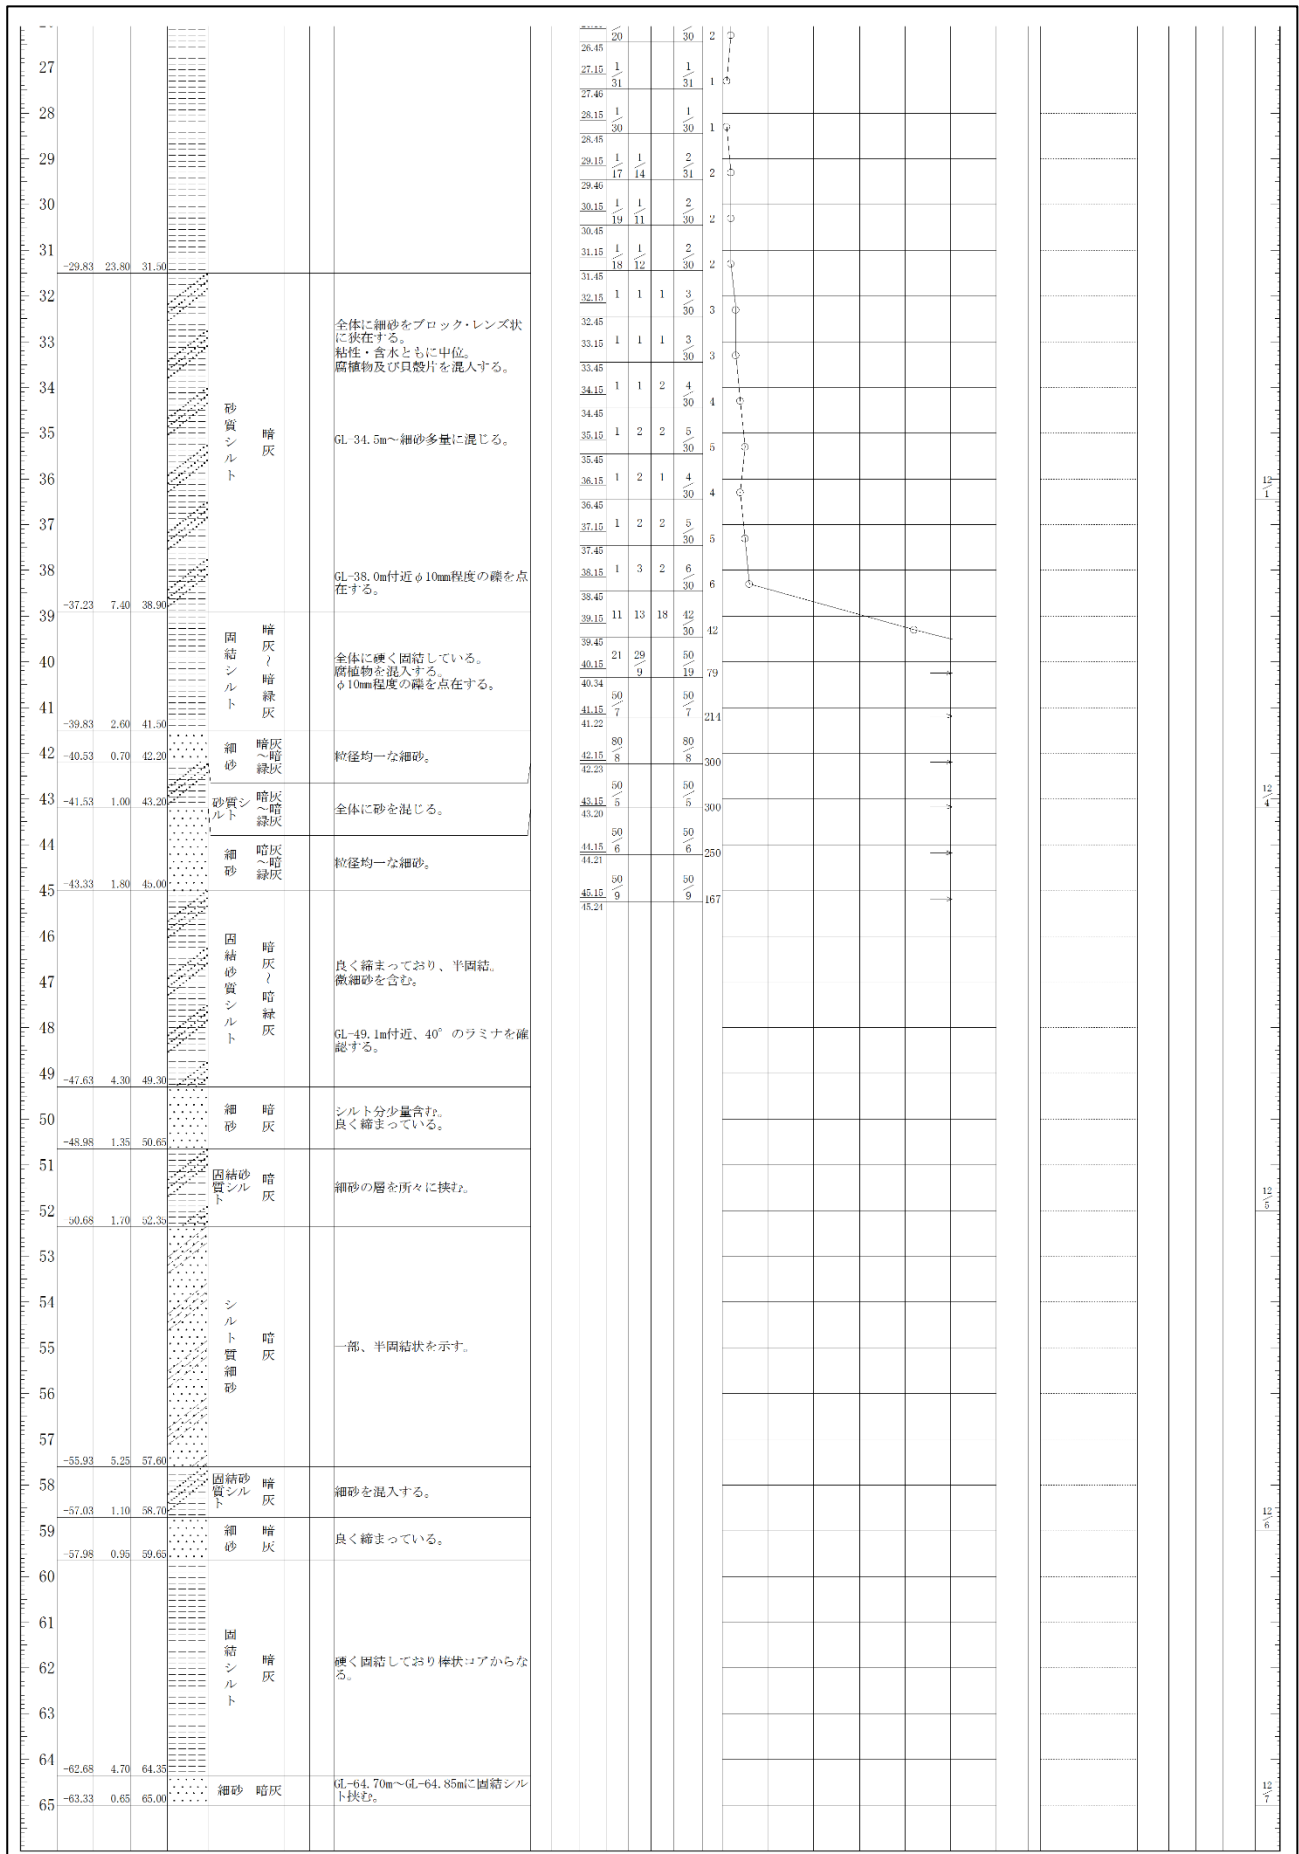 20 30 2
26.45
27
27.15 1 1
31 31 1
27.46
28
28.15 1 1
30 30 1
28.45
29
29.15 1 1 2
17 14 31 2
29.46
30
30.15 1 1 2
19 11 30 2
30.45
31
31.15 1 1 2
18 12 30 2
-29.83 23.80 31.50
31.45
32
32.15 1 1 1 3
30 3
32.45
全体に細砂をブロック・レンズ状
に狭在する。
粘性・含水ともに中位。
腐植物及び貝殻片を混入する。
33
33.15 1 1 1 3
30 3
33.45
34
34.15 1 1 2 4
30 4
34.45
砂質シルト
暗灰
GL-34.5m～細砂多量に混じる。
35
35.15 1 2 2 5
30 5
35.45
36
36.15 1 2 1 4
30 4
12/1
36.45
37
37.15 1 2 2 5
30 5
37.45
38
38.15 1 3 2 6
30 6
GL-38.0m付近φ10mm程度の礫を点
在する。
-37.23 7.40 38.90
38.45
39
39.15 11 13 18 42
30 42
39.45
固結シルト
暗灰～暗緑灰
全体に硬く固結している。
腐植物を混入する。
φ10mm程度の礫を点在する。
40
40.15 21 29 50
9 19 79
40.34
41
41.15 50 50
7 7 214
41.22
-39.83 2.60 41.50
細砂
暗灰
～暗
緑灰
粒径均一な細砂。
42
-40.53 0.70 42.20
42.15 80 80
8 8 300
42.23
43
-41.53 1.00 43.20
砂質シ
ルト
暗灰
～暗
緑灰
全体に砂を混じる。
43.15 50 50
5 5 300
12/4
43.20
44
細砂
暗灰
～暗
緑灰
粒径均一な細砂。
44.15 50 50
6 6 250
44.21
-43.33 1.80 45.00
45
45.15 50 50
9 9 167
45.24
46
固結砂質シルト
暗灰～暗緑灰
良く締まっており、半固結。
微細砂を含む。
47
48
GL-49.1m付近、40°のラミナを確
認する。
49
-47.63 4.30 49.30
50
細砂
暗灰
シルト分少量含む。
良く締まっている。
-48.98 1.35 50.65
51
固結砂
質シル
ト
暗灰
細砂の層を所々に挟む。
52
12/5
50.68 1.70 52.35
53
54
シルト質細砂
暗灰
55
一部、半固結状を示す。
56
57
-55.93 5.25 57.60
58
固結砂
質シル
ト
暗灰
細砂を混入する。
-57.03 1.10 58.70
59
細砂
暗灰
良く締まっている。
12/6
-57.98 0.95 59.65
60
61
固結シルト
暗灰
62
硬く固結しており棒状コアからな
る。
63
64
-62.68 4.70 64.35
細砂 暗灰
GL-64.70m～GL-64.85mに固結シル
ト挟む。
12/7
65
-63.33 0.65 65.00